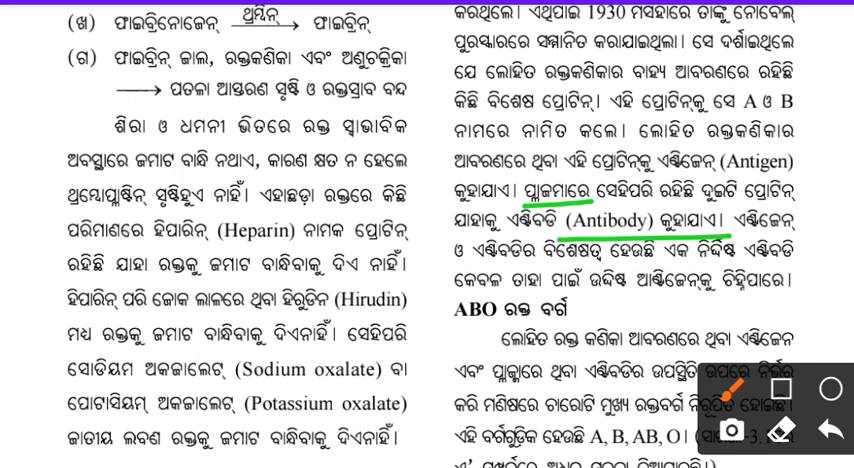 (ଖ) ଫାଇବ୍ରିନୋଜେନ୍ ଥ୍ରମ୍ବିନ୍ ⟶ ଫାଇବ୍ରିନ୍
(ଗ) ଫାଇବ୍ରିନ୍ ଜାଲ, ରକ୍ତକଣିକା ଏବଂ ଅଣୁଚକ୍ରିକା
⟶ ପତଳା ଆସ୍ତରଣ ସୃଷ୍ଟି ଓ ରକ୍ତସ୍ରାବ ବନ୍ଦ
ଶିରା ଓ ଧମନୀ ଭିତରେ ରକ୍ତ ସ୍ୱାଭାବିକ
ଅବସ୍ଥାରେ ଜମାଟ ବାନ୍ଧି ନଥାଏ, କାରଣ କ୍ଷତ ନ ହେଲେ
ଥ୍ରମ୍ବୋପ୍ଲାଷ୍ଟିନ୍ ସୃଷ୍ଟିହୁଏ ନାହିଁ। ଏହାଛଡ଼ା ରକ୍ତରେ କିଛି
ପରିମାଣରେ ହିପାରିନ୍ (Heparin) ନାମକ ପ୍ରୋଟିନ୍
ରହିଛି ଯାହା ରକ୍ତକୁ ଜମାଟ ବାନ୍ଧିବାକୁ ଦିଏ ନାହିଁ।
ହିପାରିନ୍ ପରି ଜୋକ ଲାଳରେ ଥିବା ହିରୁଡିନ (Hirudin)
ମଧ୍ୟ ରକ୍ତକୁ ଜମାଟ ବାନ୍ଧିବାକୁ ଦିଏନାହିଁ। ସେହିପରି
ସୋଡିୟମ ଅକଜାଲେଟ୍ (Sodium oxalate) ବା
ପୋଟାସିୟମ୍ ଅକଜାଲେଟ୍ (Potassium oxalate)
ଜାତୀୟ ଲବଣ ରକ୍ତକୁ ଜମାଟ ବାନ୍ଧିବାକୁ ଦିଏନାହିଁ।
କରଥିଲେ। ଏଥିପାଇଁ 1930 ମସିହାରେ ତାଙ୍କୁ ନୋବେଲ୍
ପୁରସ୍କାରରେ ସମ୍ମାନିତ କରାଯାଇଥିଲା। ସେ ଦର୍ଶାଇଥିଲେ
ଯେ ଲୋହିତ ରକ୍ତକଣିକାର ବାହ୍ୟ ଆବରଣରେ ରହିଛି
କିଛି ବିଶେଷ ପ୍ରୋଟିନ୍। ଏହି ପ୍ରୋଟିନ୍‌କୁ ସେ A ଓ B
ନାମରେ ନାମିତ କଲେ। ଲୋହିତ ରକ୍ତକଣିକାର
ଆବରଣରେ ଥିବା ଏହି ପ୍ରୋଟିନ୍‌କୁ ଏଣ୍ଟିଜେନ୍ (Antigen)
କୁହାଯାଏ। ପ୍ଲାଜମାରେ ସେହିପରି ରହିଛି ଦୁଇଟି ପ୍ରୋଟିନ୍
ଯାହାକୁ ଏଣ୍ଟିବଡି (Antibody) କୁହାଯାଏ। ଏଣ୍ଟିଜେନ୍
ଓ ଏଣ୍ଟିବଡିର ବିଶେଷତ୍ୱ ହେଉଛି ଏକ ନିର୍ଦ୍ଦିଷ୍ଟ ଏଣ୍ଟିବଡି
କେବଳ ତାହା ପାଇଁ ଉଦ୍ଦିଷ୍ଟ ଆଣ୍ଟିଜେନ୍‌କୁ ଚିହ୍ନିପାରେ।
ABO ରକ୍ତ ବର୍ଗ
ଲୋହିତ ରକ୍ତ କଣିକା ଆବରଣରେ ଥିବା ଏଣ୍ଟିଜେନ
ଏବଂ ପ୍ଲାଜ୍ମାରେ ଥିବା ଏଣ୍ଟିବଡିର ଉପସ୍ଥିତି ଉପରେ ନିର୍ଭର
କରି ମଣିଷରେ ଚାରୋଟି ମୁଖ୍ୟ ରକ୍ତବର୍ଗ ନିରୂପିତ ହୋଇଛି।
ଏହି ବର୍ଗଗୁଡ଼ିକ ହେଉଛି A, B, AB, O।